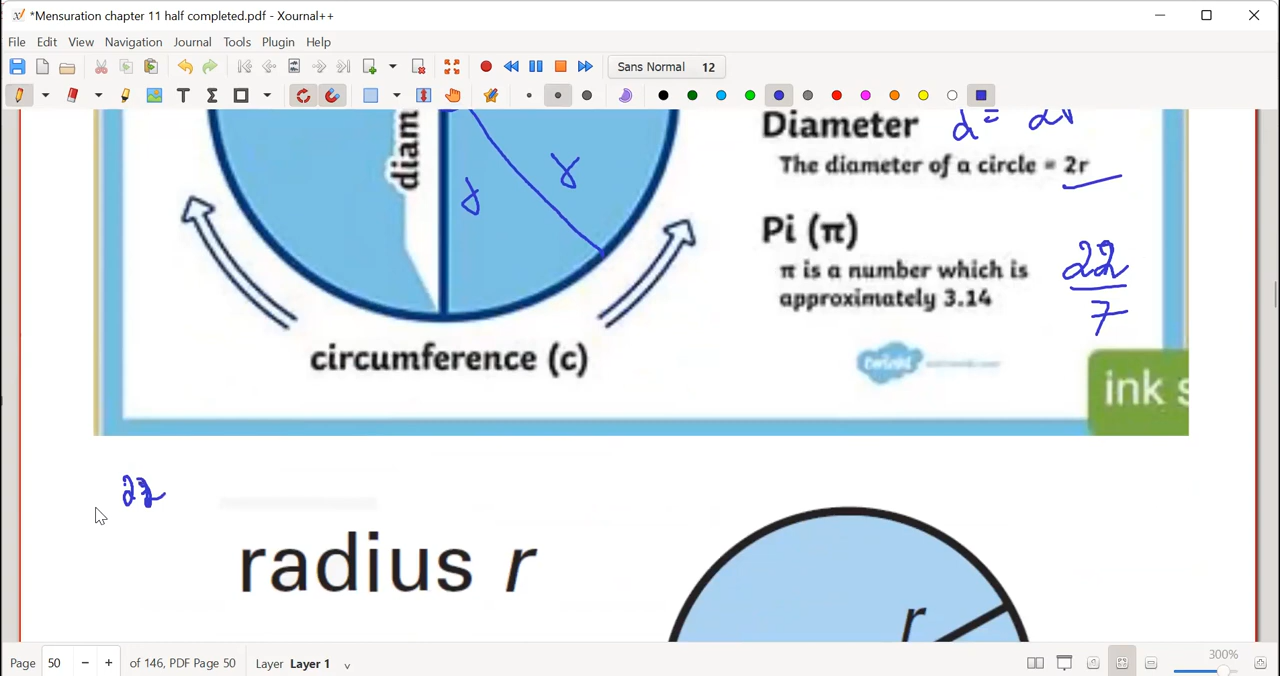 *Mensuration chapter 11 half completed.pdf - Xournal++
File Edit View Navigation Journal Tools Plugin Help
Sans Normal 12
diam
r
r
circumference (c)
Diameter d = 2r
The diameter of a circle = 2r
Pi (π)
π is a number which is
approximately 3.14
22
7
twinkl
ink s
22
radius r
r
Page 50 of 146, PDF Page 50 Layer Layer 1 300%